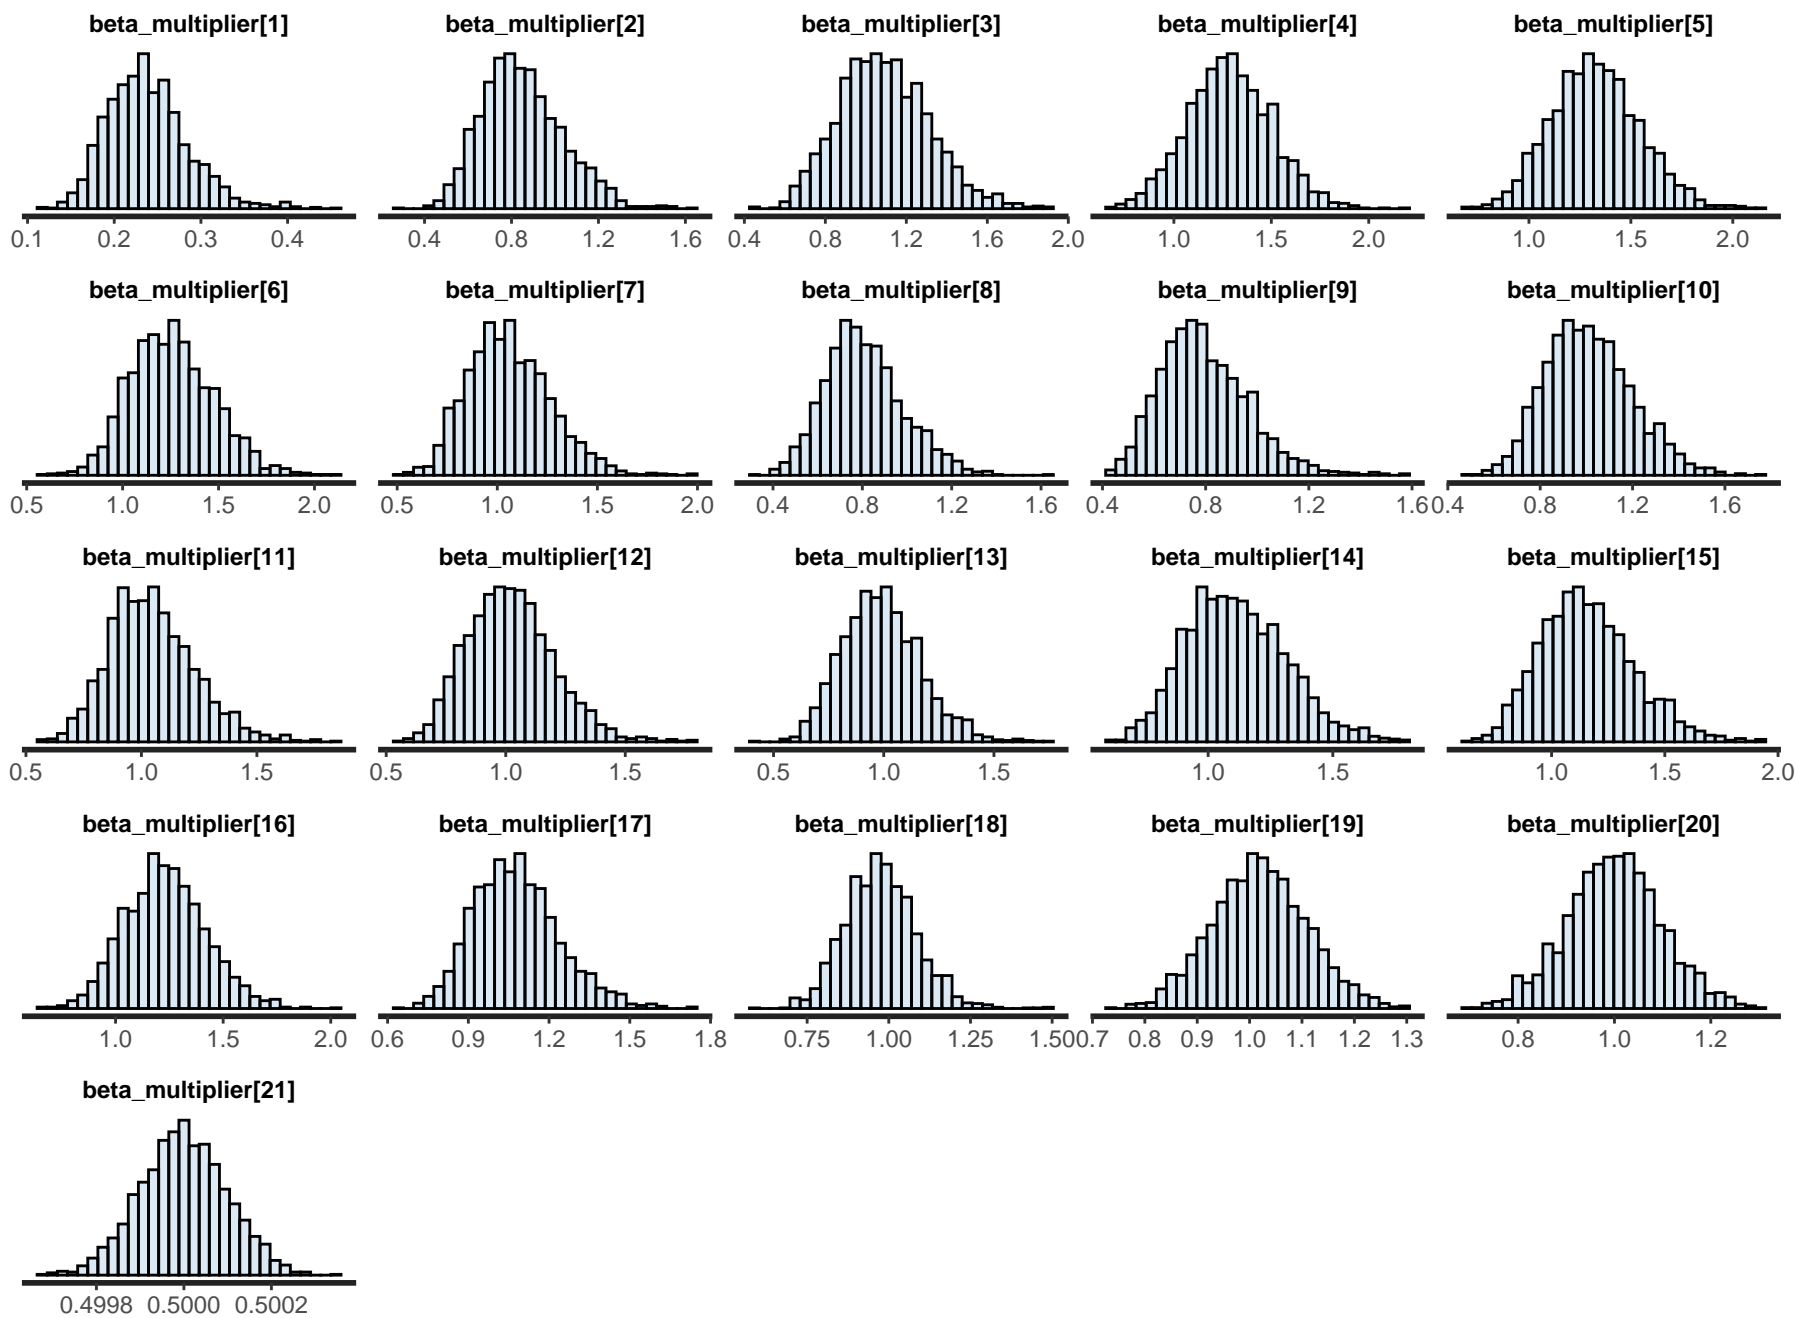 beta_multiplier[1] beta_multiplier[2] beta_multiplier[3] beta_multiplier[4] beta_multiplier[5]
0.1 0.2 0.3 0.4 0.4 0.8 1.2 1.6 0.4 0.8 1.2 1.6 2.0 1.0 1.5 2.0 1.0 1.5 2.0
beta_multiplier[6] beta_multiplier[7] beta_multiplier[8] beta_multiplier[9] beta_multiplier[10]
0.5 1.0 1.5 2.0 0.5 1.0 1.5 2.0 0.4 0.8 1.2 1.6 0.4 0.8 1.2 1.6 0.4 0.8 1.2 1.6
beta_multiplier[11] beta_multiplier[12] beta_multiplier[13] beta_multiplier[14] beta_multiplier[15]
0.5 1.0 1.5 0.5 1.0 1.5 0.5 1.0 1.5 1.0 1.5 1.0 1.5 2.0
beta_multiplier[16] beta_multiplier[17] beta_multiplier[18] beta_multiplier[19] beta_multiplier[20]
1.0 1.5 2.0 0.6 0.9 1.2 1.5 1.8 0.75 1.00 1.25 1.50 0.7 0.8 0.9 1.0 1.1 1.2 1.3 0.8 1.0 1.2
beta_multiplier[21]
0.4998 0.5000 0.5002